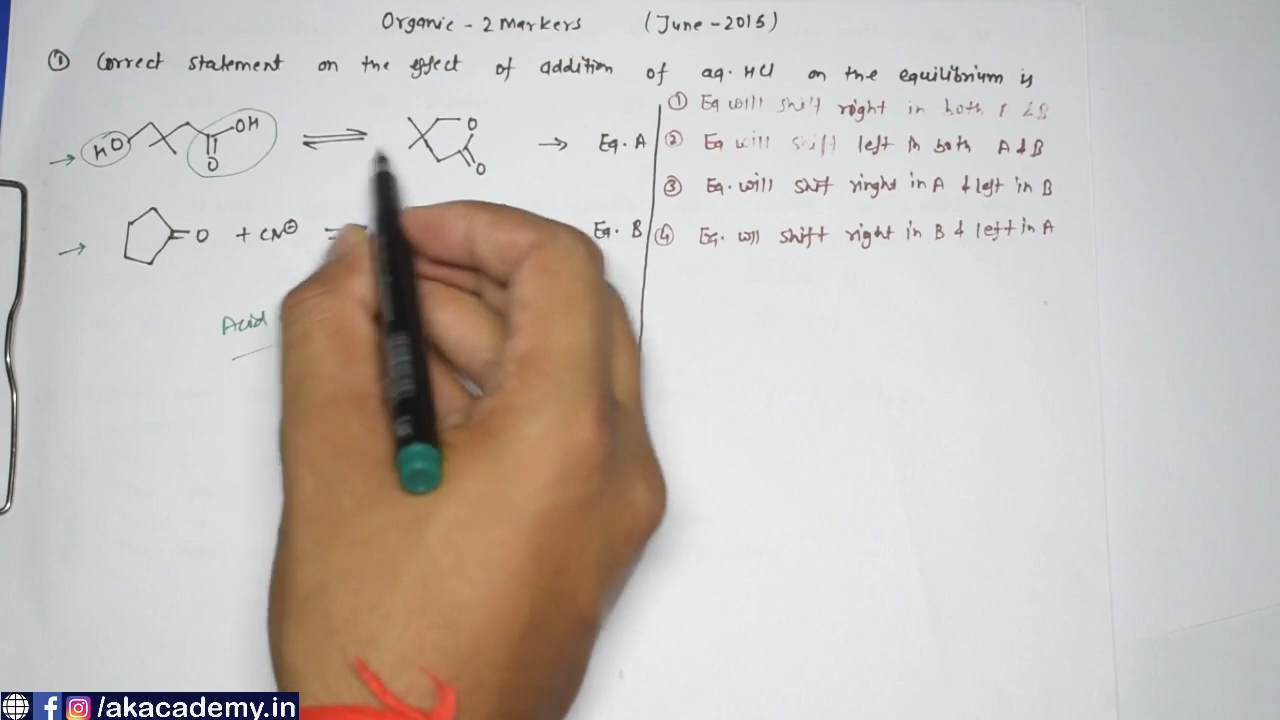 Organic - 2 Markers (June - 2015)
① Correct statement on the effect of addition of aq. HCl on the equilibrium is
HO OH O ⇌ O O → Eq. A
→
O + CN⊖ Eq. B
→
Acid
① Eq will shift right in both
② Eq will shift left in both A & B
③ Eq. will shift ringht in A & left in B
④ Eq. will shift right in B & left in A
/akacademy.in